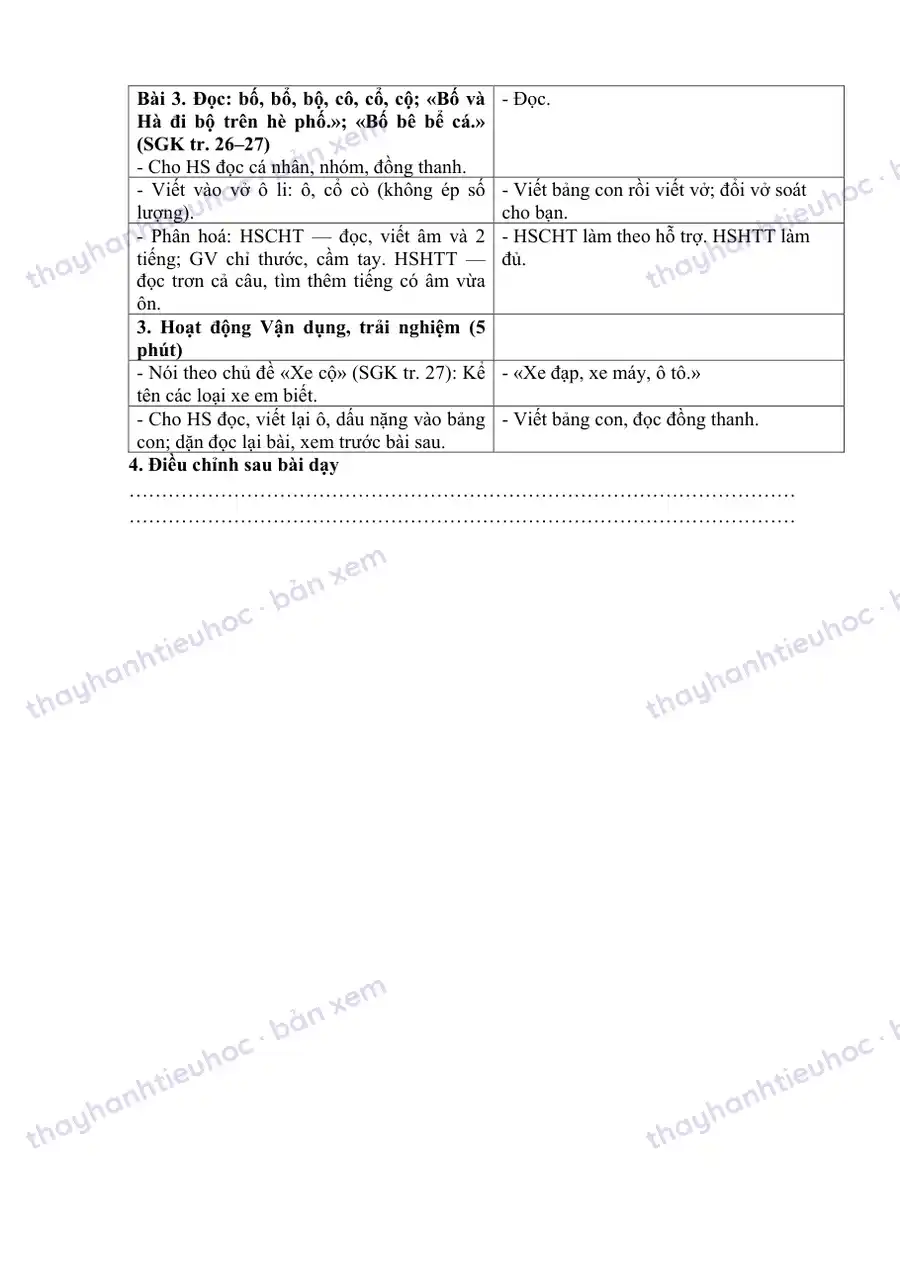 Bài 3. Đọc: bố, bổ, bộ, cô, cổ, cộ; «Bố và
Hà đi bộ trên hè phố.»; «Bố bê bể cá.»
(SGK tr. 26–27)
- Cho HS đọc cá nhân, nhóm, đồng thanh.
- Đọc.
- Viết vào vở ô li: ô, cổ cò (không ép số
lượng).
- Viết bảng con rồi viết vở; đổi vở soát
cho bạn.
- Phân hoá: HSCHT — đọc, viết âm và 2
tiếng; GV chỉ thước, cầm tay. HSHTT —
đọc trơn cả câu, tìm thêm tiếng có âm vừa
ôn.
- HSCHT làm theo hỗ trợ. HSHTT làm
đủ.
3. Hoạt động Vận dụng, trải nghiệm (5
phút)
- Nói theo chủ đề «Xe cộ» (SGK tr. 27): Kể
tên các loại xe em biết.
- «Xe đạp, xe máy, ô tô.»
- Cho HS đọc, viết lại ô, dấu nặng vào bảng
con; dặn đọc lại bài, xem trước bài sau.
- Viết bảng con, đọc đồng thanh.
4. Điều chỉnh sau bài dạy
…………………………………………………………………………………………
…………………………………………………………………………………………
thayhanhtieuhoc · bản xem
thayhanhtieuhoc · b
thayhanhtieuhoc · bản xem
thayhanhtieuhoc · b
thayhanhtieuhoc · bản xem
thayhanhtieuhoc · b